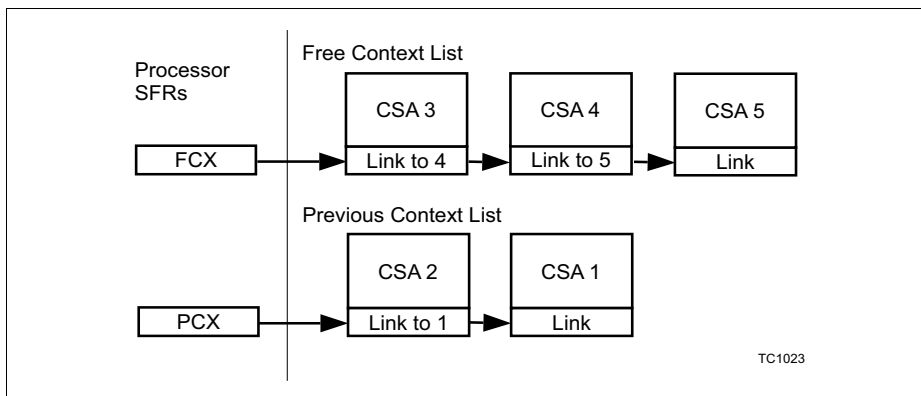 Free Context List
Processor
SFRs
CSA 3
CSA 4
CSA 5
FCX
Link to 4
Link to 5
Link
Previous Context List
CSA 2
CSA 1
PCX
Link to 1
Link
TC1023